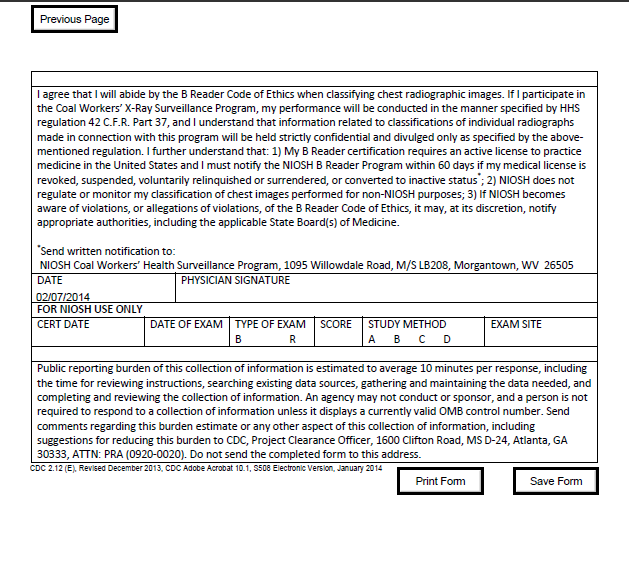 Previous Page
I agree that I will abide by the B Reader Code of Ethics when classifying chest radiographic images. If I participate in
the Coal Workers' X-Ray Surveillance Program, my performance will be conducted in the manner specified by HHS
regulation 42 C.F.R. Part 37, and I understand that information related to classifications of individual radiographs
made in connection with this program will be held strictly confidential and divulged only as specified by the above-
mentioned regulation. I further understand that: 1) My B Reader certification requires an active license to practice
medicine in the United States and I must notify the NIOSH B Reader Program within 60 days if my medical license is
revoked, suspended, voluntarily relinquished or surrendered, or converted to inactive status*; 2) NIOSH does not
regulate or monitor my classification of chest images performed for non-NIOSH purposes; 3) If NIOSH becomes
aware of violations, or allegations of violations, of the B Reader Code of Ethics, it may, at its discretion, notify
appropriate authorities, including the applicable State Board(s) of Medicine.
*Send written notification to:
NIOSH Coal Workers' Health Surveillance Program, 1095 Willowdale Road, M/S LB208, Morgantown, WV 26505
DATE PHYSICIAN SIGNATURE
02/07/2014
FOR NIOSH USE ONLY
CERT DATE DATE OF EXAM TYPE OF EXAM SCORE STUDY METHOD EXAM SITE
B R A B C D
Public reporting burden of this collection of information is estimated to average 10 minutes per response, including
the time for reviewing instructions, searching existing data sources, gathering and maintaining the data needed, and
completing and reviewing the collection of information. An agency may not conduct or sponsor, and a person is not
required to respond to a collection of information unless it displays a currently valid OMB control number. Send
comments regarding this burden estimate or any other aspect of this collection of information, including
suggestions for reducing this burden to CDC, Project Clearance Officer, 1600 Clifton Road, MS D-24, Atlanta, GA
30333, ATTN: PRA (0920-0020). Do not send the completed form to this address.
CDC 2.12 (E), Revised December 2013, CDC Adobe Acrobat 10.1, S508 Electronic Version, January 2014
Print Form Save Form